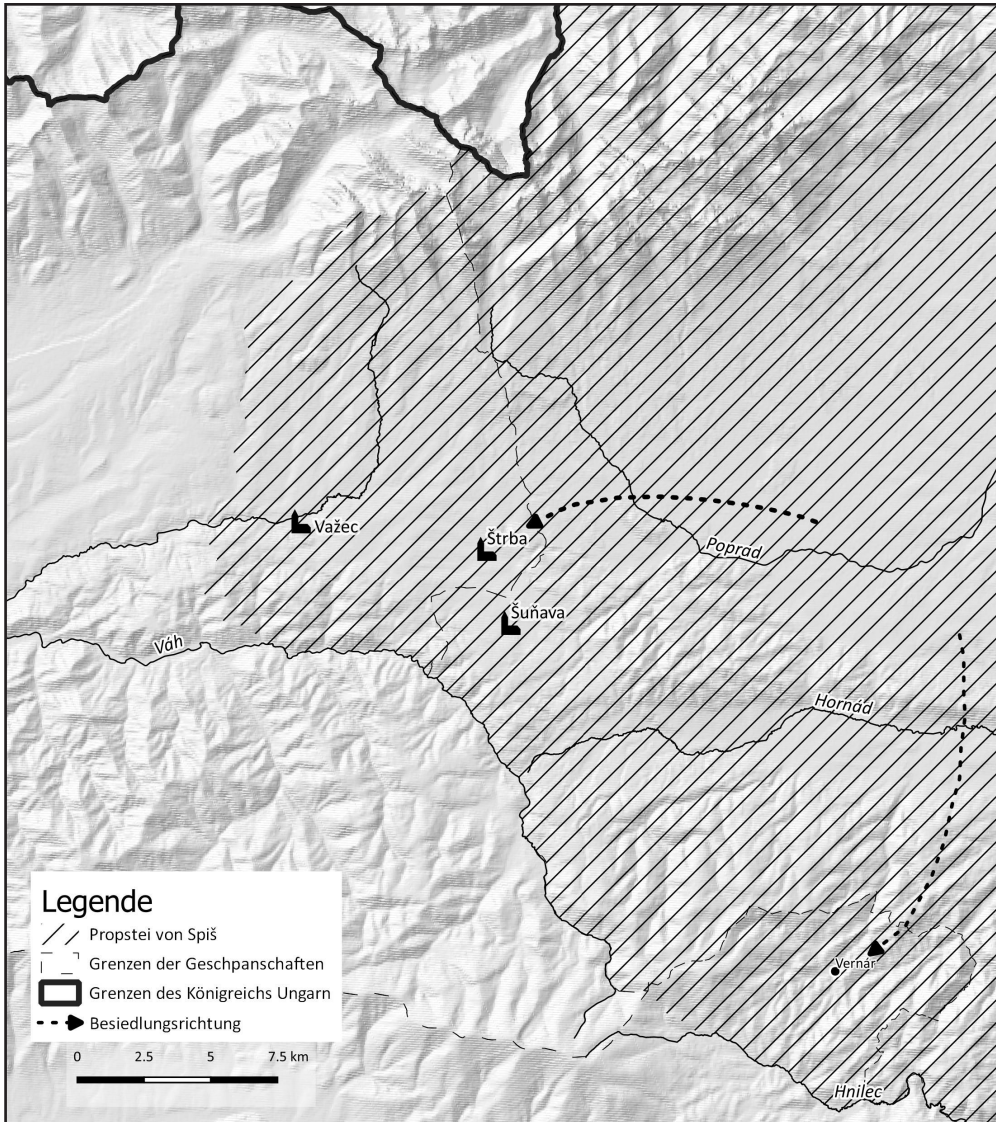 Važec
Štrba
Poprad
Šuňava
Váh
Hornád
Vernár
Hnilec
Legende
Propstei von Spiš
Grenzen der Geschpanschaften
Grenzen des Königreichs Ungarn
Besiedlungsrichtung
0 2.5 5 7.5 km